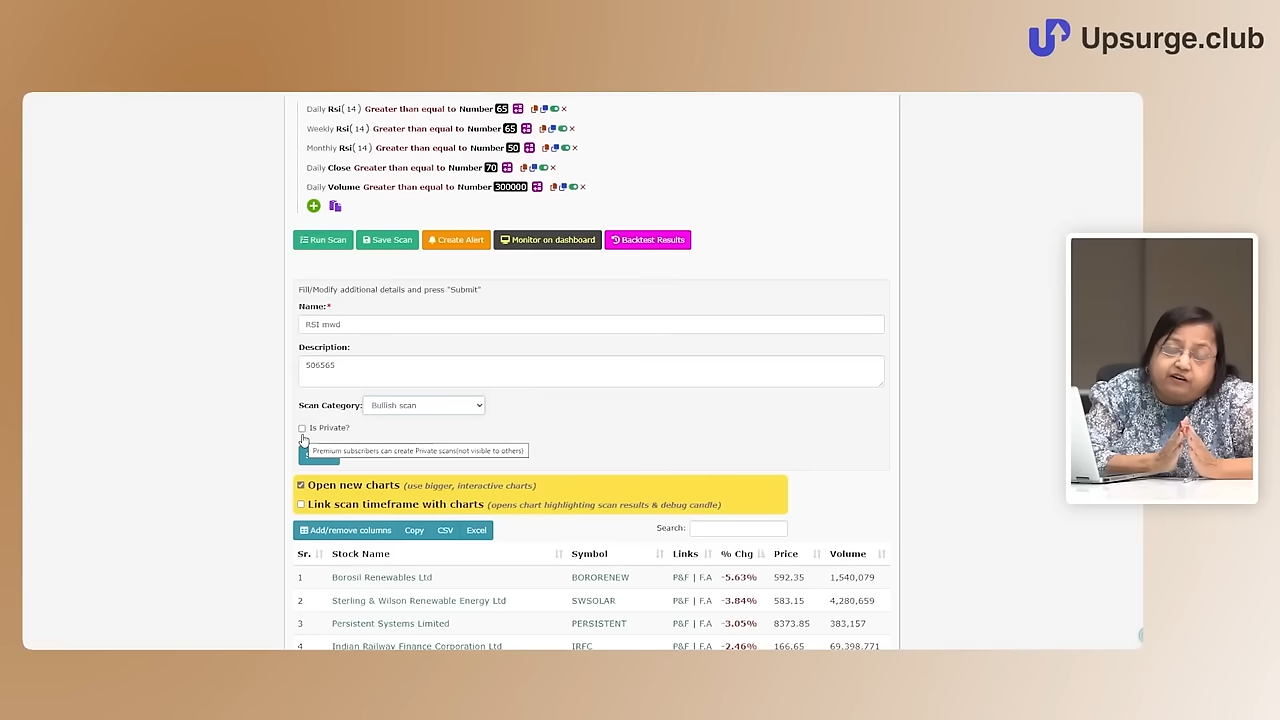 Upsurge.club
Daily Rsi(14) Greater than equal to Number 65
Weekly Rsi(14) Greater than equal to Number 65
Monthly Rsi(14) Greater than equal to Number 50
Daily Close Greater than equal to Number 70
Daily Volume Greater than equal to Number 300000
Run Scan Save Scan Create Alert Monitor on dashboard Backtest Results
Fill/Modify additional details and press "Submit"
Name:*
RSI mwd
Description:
506565
Scan Category: Bullish scan
Is Private?
Premium subscribers can create Private scans(not visible to others)
Open new charts (use bigger, interactive charts)
Link scan timeframe with charts (opens chart highlighting scan results & debug candle)
Add/remove columns Copy CSV Excel Search:
Sr. Stock Name Symbol Links % Chg Price Volume
1 Borosil Renewables Ltd BORORENEW P&F | F.A -5.63% 592.35 1,540,079
2 Sterling & Wilson Renewable Energy Ltd SWSOLAR P&F | F.A -3.84% 583.15 4,280,659
3 Persistent Systems Limited PERSISTENT P&F | F.A -3.05% 8373.85 383,157
4 Indian Railway Finance Corporation Ltd IRFC P&F | F.A -2.46% 166.65 69,398,771